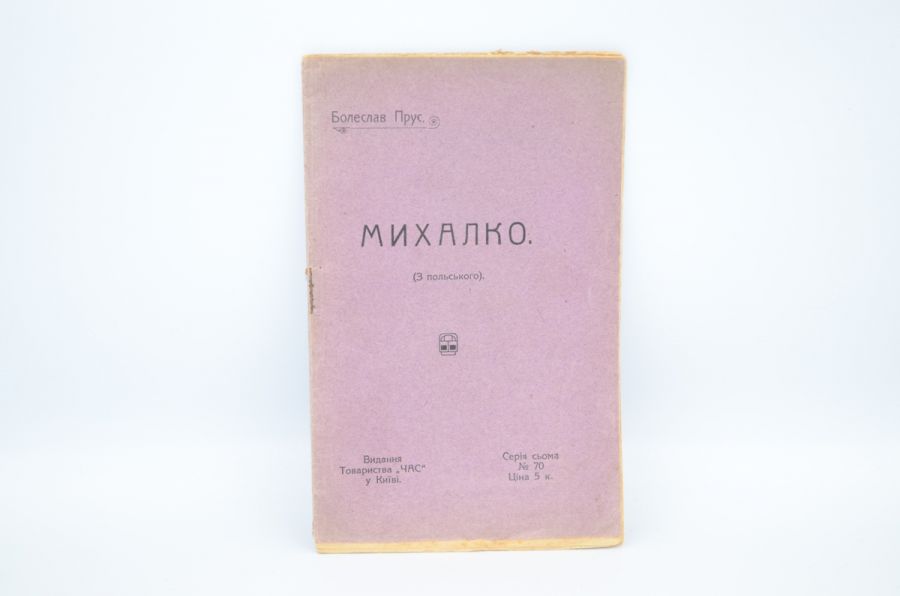 Болеслав Прус.
МИХАЛКО.
(З польського).
Видання
Товариства „ЧАС“
у Київі.
Серія сьома
№ 70
Ціна 5 к.